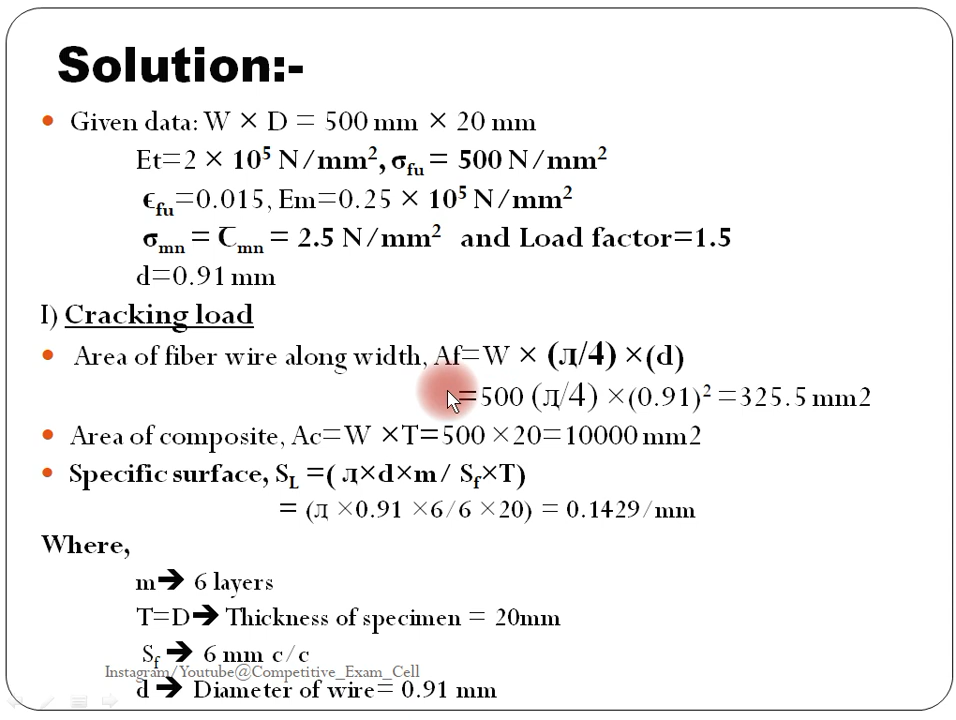 Solution:-
• Given data: W × D = 500 mm × 20 mm
Et=2 × 10⁵ N/mm², σfu = 500 N/mm²
ϵfu=0.015, Em=0.25 × 10⁵ N/mm²
σmn = τmn = 2.5 N/mm² and Load factor=1.5
d=0.91 mm
I) Cracking load
• Area of fiber wire along width, Af=W × (л/4) ×(d)
=500 (л/4) ×(0.91)² =325.5 mm2
• Area of composite, Ac=W ×T=500 ×20=10000 mm2
• Specific surface, SL =( л×d×m/ Sf×T)
= (л ×0.91 ×6/6 ×20) = 0.1429/mm
Where,
m➔ 6 layers
T=D➔ Thickness of specimen = 20mm
Sf ➔ 6 mm c/c
Instagram/Youtube@Competitive_Exam_Cell
d ➔ Diameter of wire= 0.91 mm